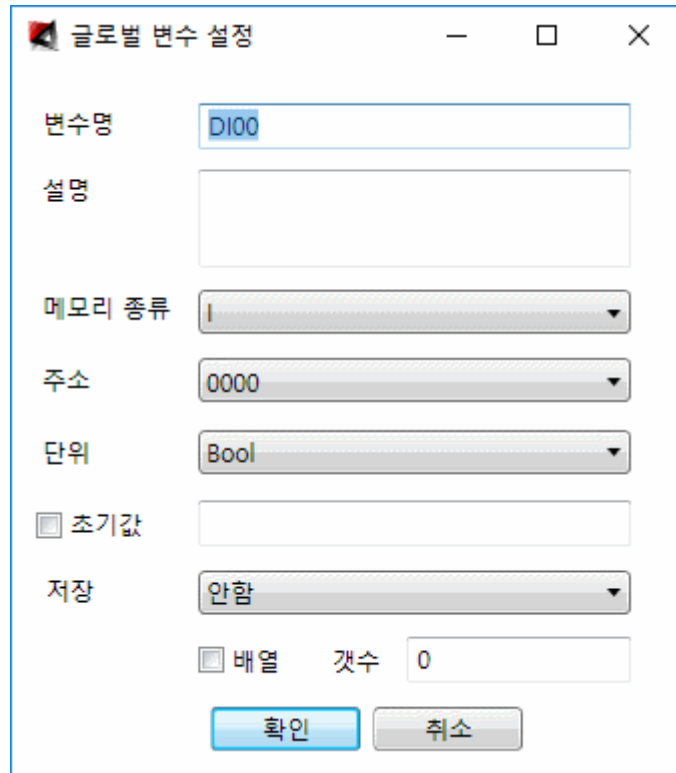 글로벌 변수 설정
변수명 DI00
설명
메모리 종류 I
주소 0000
단위 Bool
초기값
저장 안함
배열 갯수 0
확인 취소